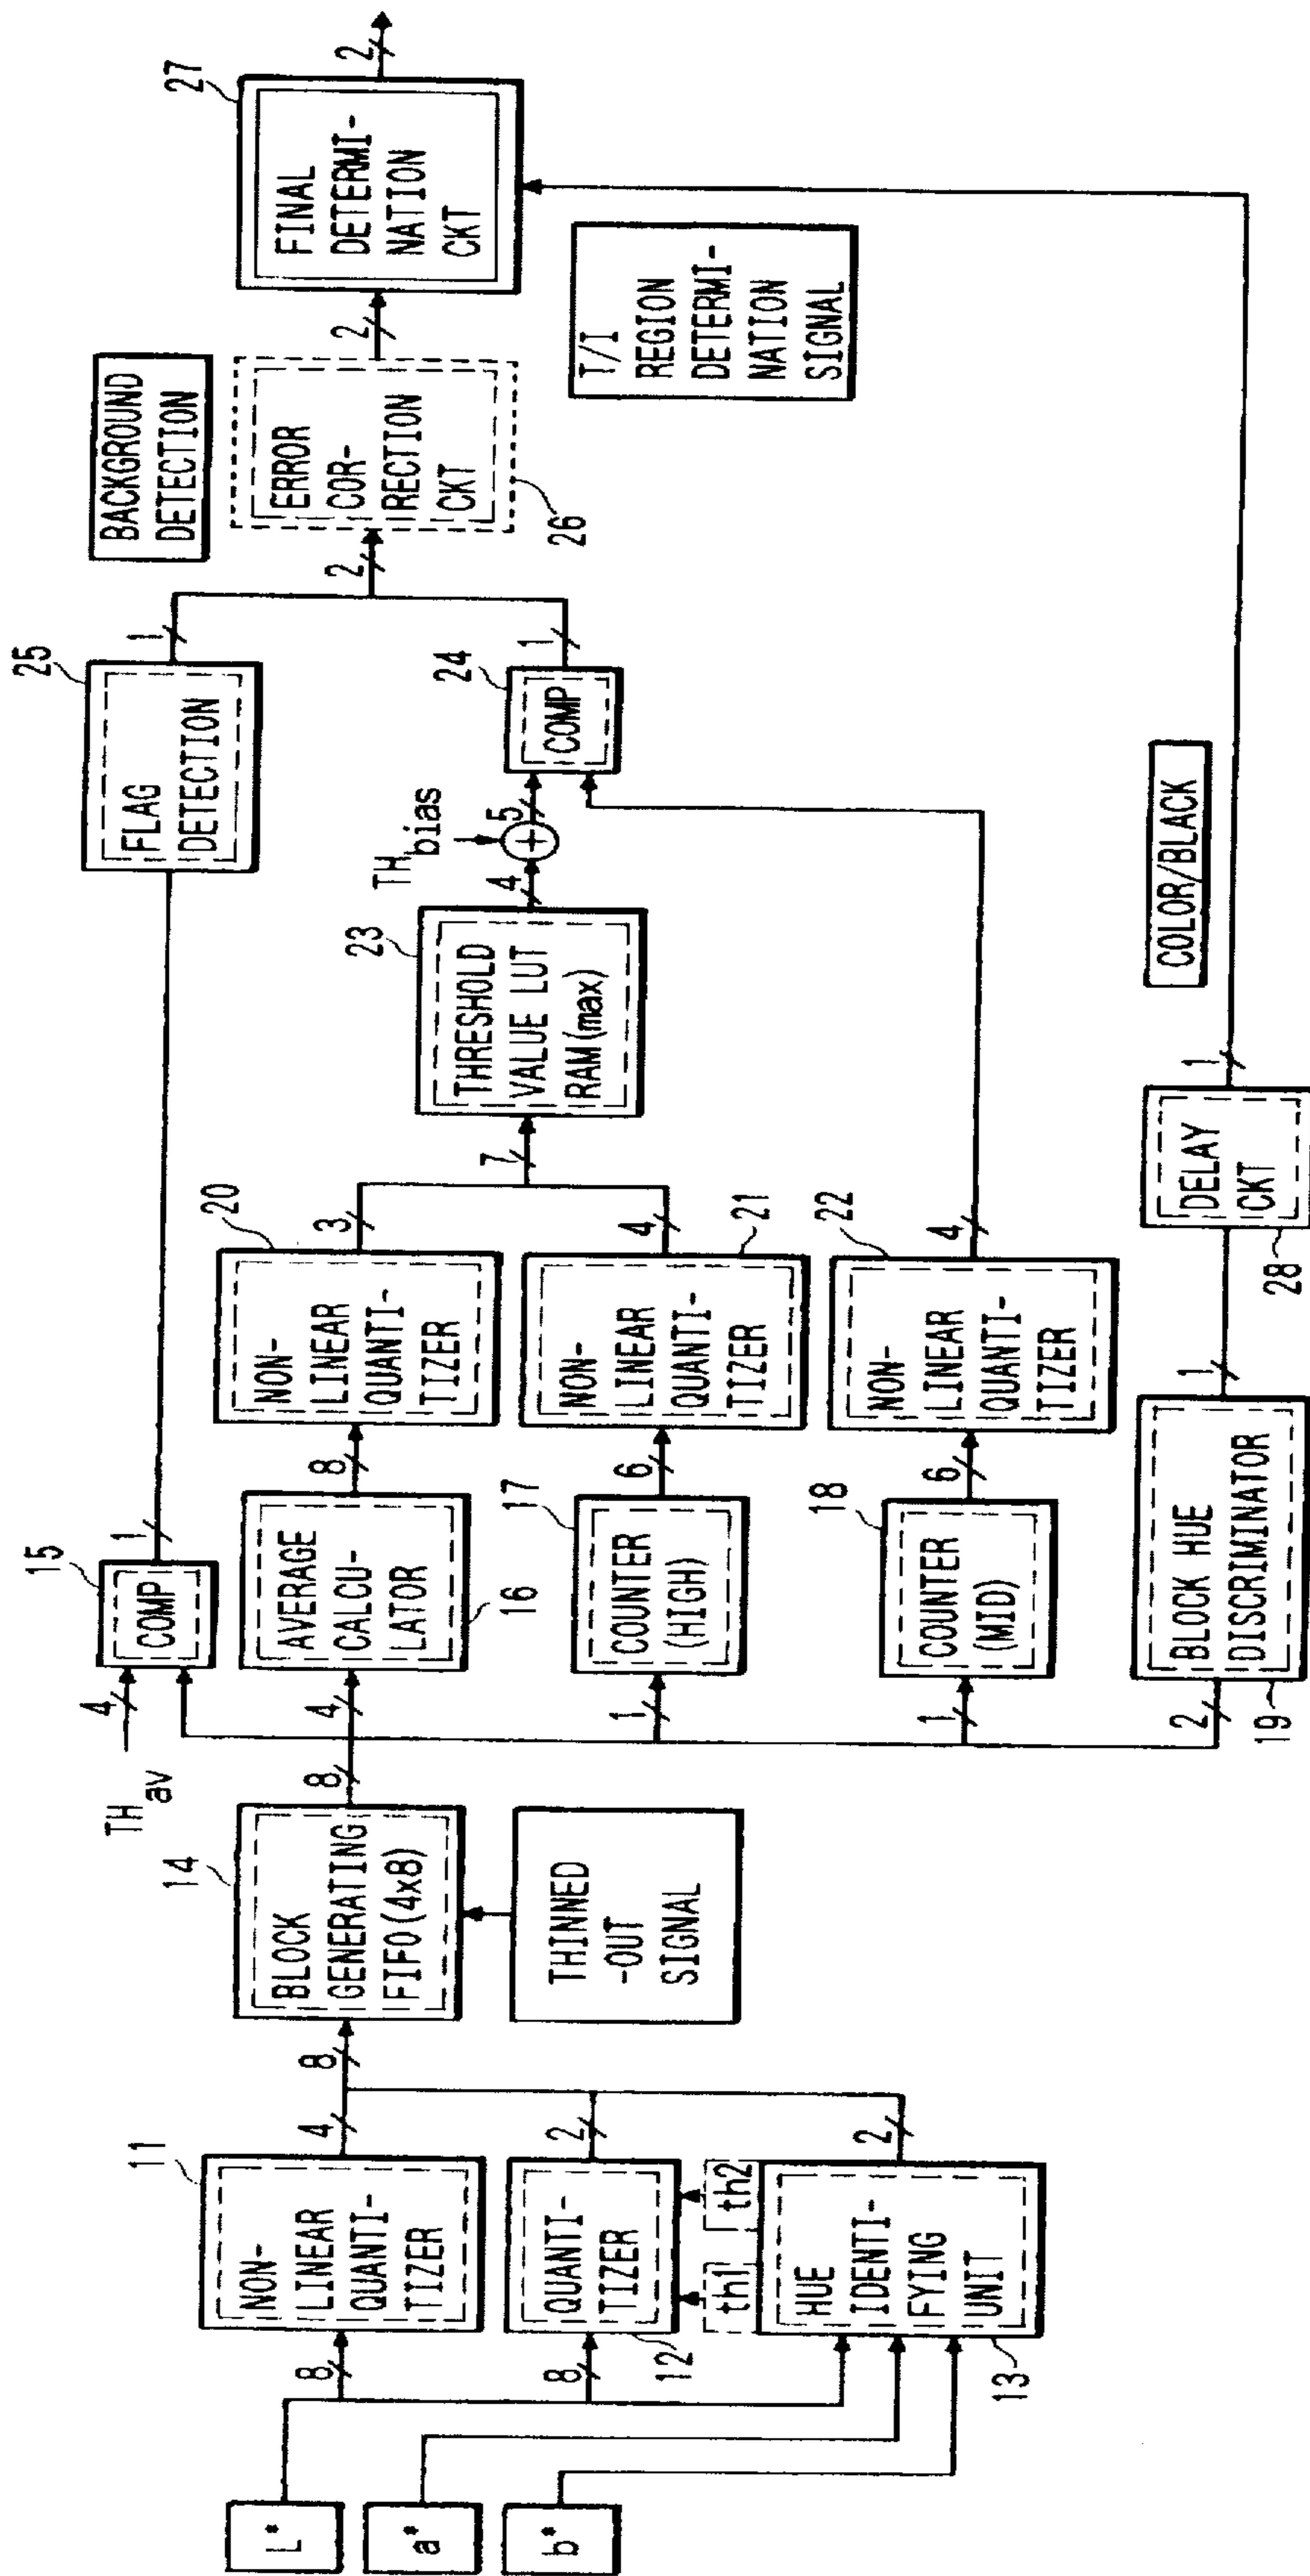 L*
a*
b*
8
8
11
NON-
LINEAR
QUANTI-
TIZER
4
12
QUANTI-
TIZER
2
th1
th2
13
HUE
IDENTI-
FYING
UNIT
2
8
14
BLOCK
GENERATING
FIFO(4x8)
8
THINNED
-OUT
SIGNAL
TH av
4
15
COMP
1
4
16
AVERAGE
CALCU-
LATOR
8
1
17
COUNTER
(HIGH)
6
1
18
COUNTER
(MID)
6
2
19
BLOCK HUE
DISCRIMINATOR
1
20
NON-
LINEAR
QUANTI-
TIZER
3
21
NON-
LINEAR
QUANTI-
TIZER
4
22
NON-
LINEAR
QUANTI-
TIZER
4
28
DELAY
CKT
1
7
23
THRESHOLD
VALUE LUT
RAM(max)
4
TH bias
+
5
24
COMP
1
25
FLAG
DETECTION
1
COLOR/BLACK
2
BACKGROUND
DETECTION
26
ERROR
COR-
RECTION
CKT
2
T/I
REGION
DETERMI-
NATION
SIGNAL
27
FINAL
DETERMI-
NATION
CKT
2